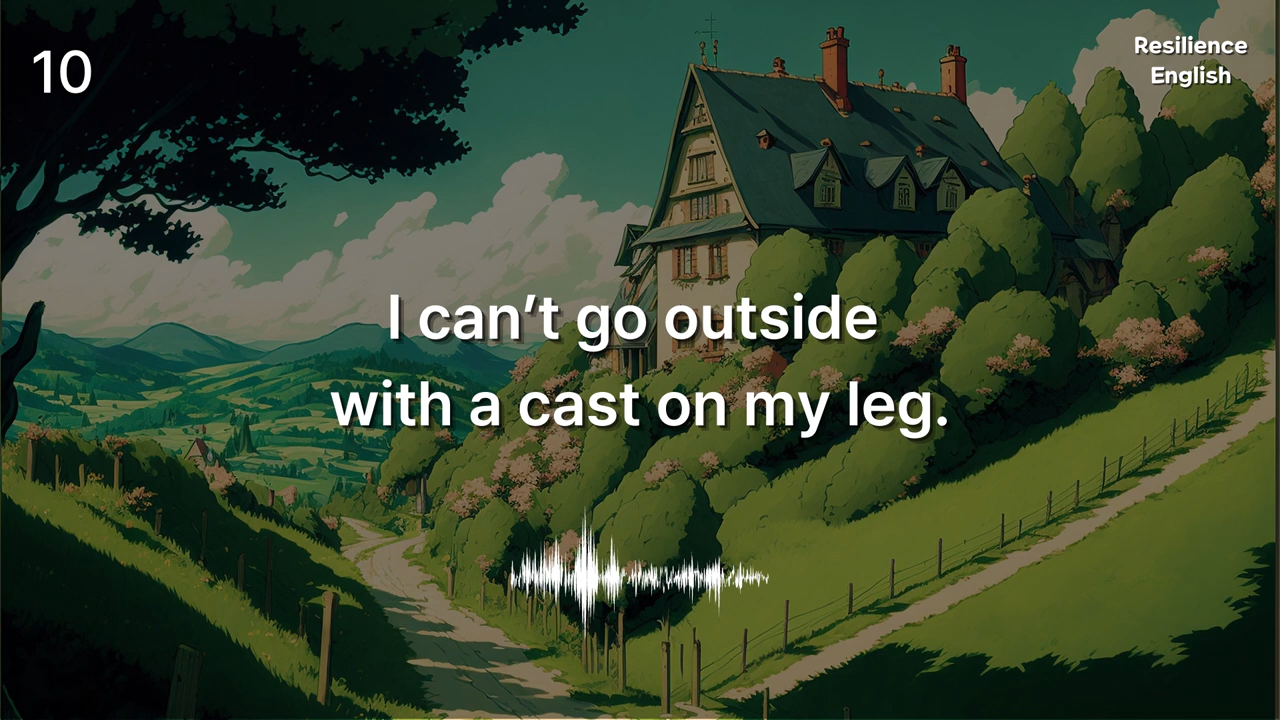 10
Resilience
English
I can’t go outside
with a cast on my leg.